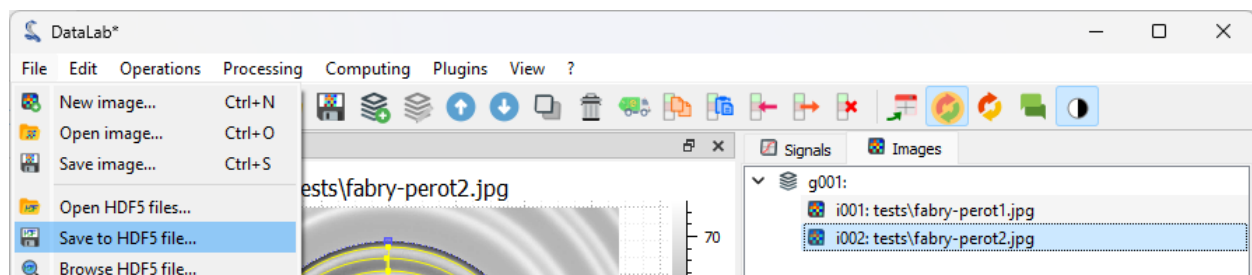 DataLab*
File Edit Operations Processing Computing Plugins View ?
New image... Ctrl+N
Open image... Ctrl+O
Save image... Ctrl+S
Open HDF5 files...
Save to HDF5 file...
Browse HDF5 file...
ests\fabry-perot2.jpg
70
Signals Images
g001:
i001: tests\fabry-perot1.jpg
i002: tests\fabry-perot2.jpg